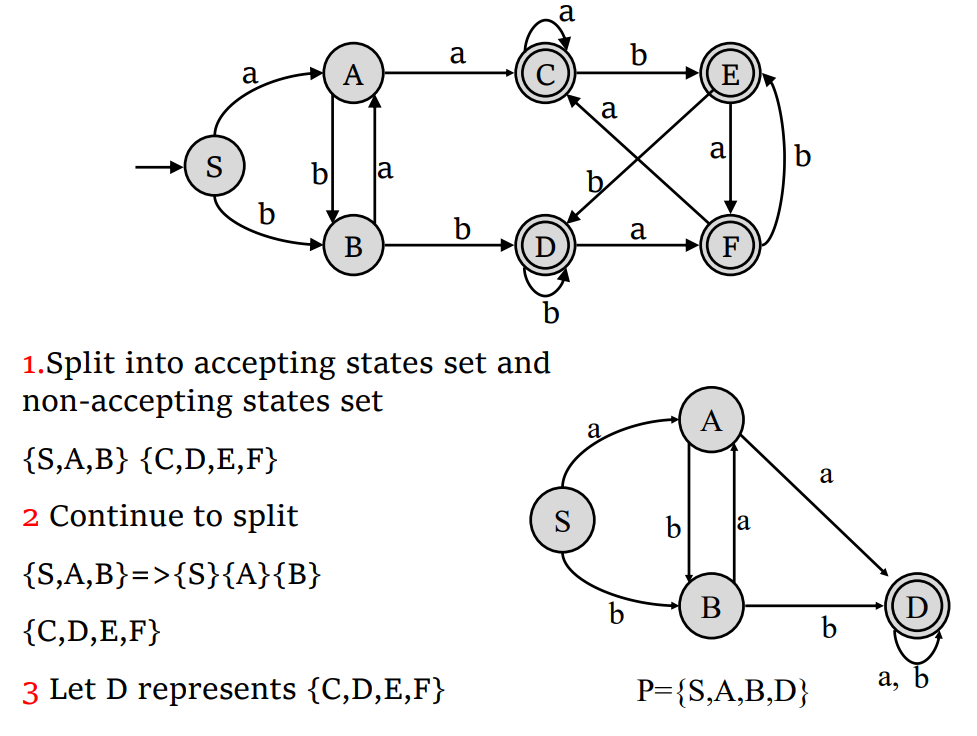 a
a
A
a
C
b
E
S
b
a
a
a
b
b
b
B
b
D
a
F
b
1.Split into accepting states set and
non-accepting states set
{S,A,B} {C,D,E,F}
2 Continue to split
{S,A,B}=>{S}{A}{B}
{C,D,E,F}
3 Let D represents {C,D,E,F}
a
A
a
S
b
a
b
B
b
D
a, b
P={S,A,B,D}